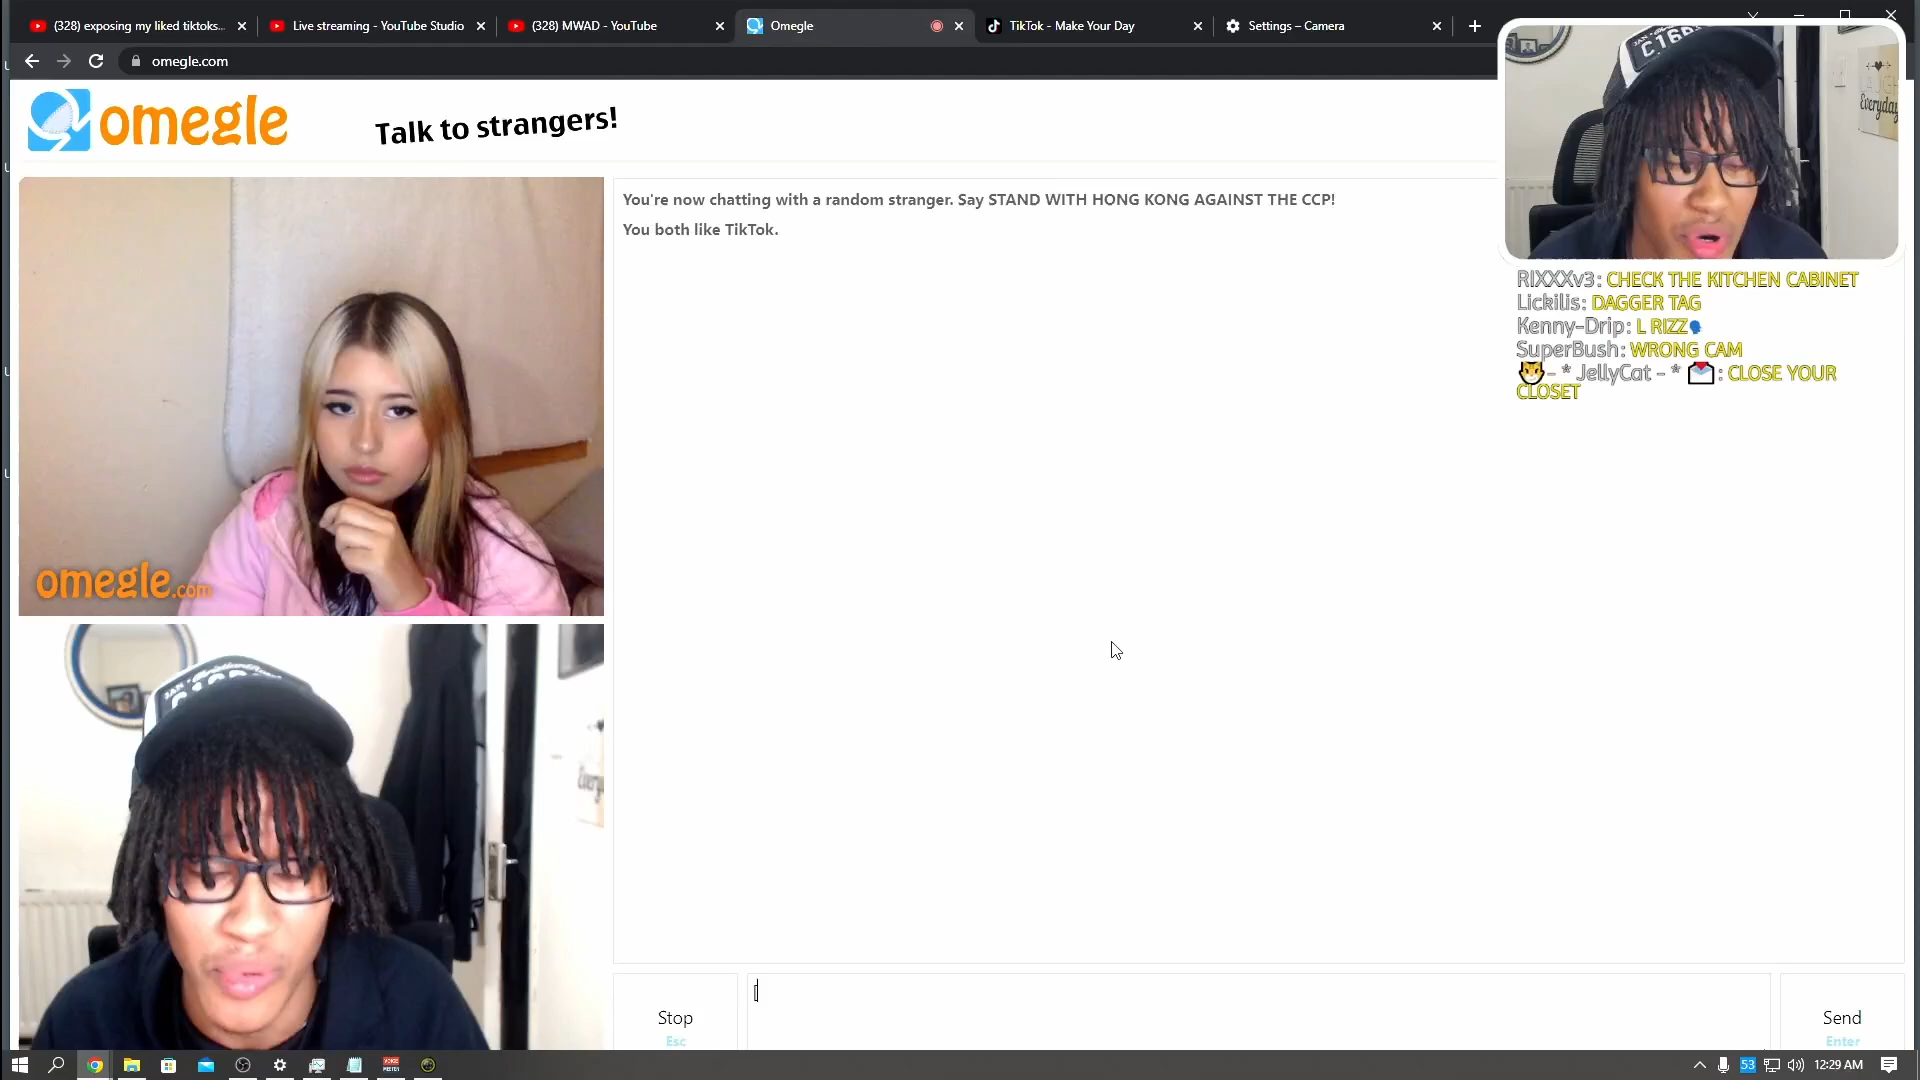 (328) exposing my liked tiktoks...
Live streaming - YouTube Studio
(328) MWAD - YouTube
Omegle
TikTok - Make Your Day
Settings – Camera
omegle.com
omegle
Talk to strangers!
You're now chatting with a random stranger. Say STAND WITH HONG KONG AGAINST THE CCP!
You both like TikTok.
omegle.com
Everyday
RIXXXv3: CHECK THE KITCHEN CABINET
Lickilis: DAGGER TAG
Kenny-Drip: L RIZZ🗣
SuperBush: WRONG CAM
🐯- * JellyCat - * 💌: CLOSE YOUR
CLOSET
Stop
Esc
Send
Enter
53
12:29 AM